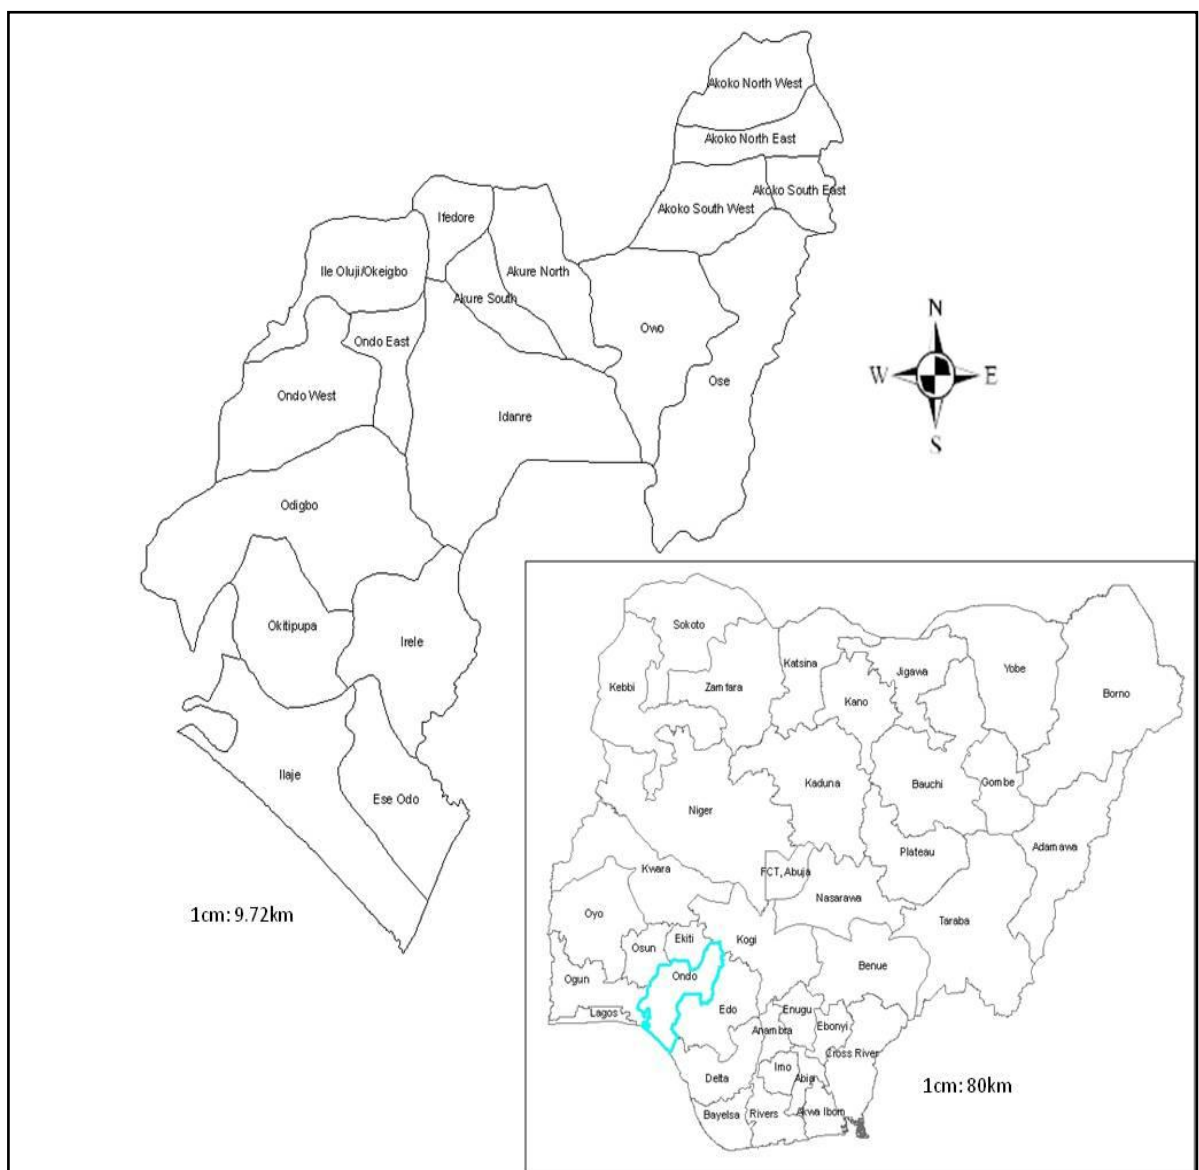 Akoko North West
Akoko North East
Akoko South East
Akoko South West
Ifedore
Ile Oluji/Okeigbo
Akure North
Akure South
Owo
Ondo East
Ose
Ondo West
Idanre
Odigbo
Okitipupa
Irele
Ilaje
Ese Odo
1cm: 9.72km
N
W
E
S
Sokoto
Katsina
Jigawa
Yobe
Kebbi
Zamfara
Kano
Borno
Kaduna
Bauchi
Gombe
Niger
Adamawa
Plateau
Kwara
FCT, Abuja
Nasarawa
Oyo
Taraba
Osun
Ekiti
Kogi
Benue
Ogun
Ondo
Lagos
Edo
Enugu
Anambra
Ebonyi
Cross River
Imo
Delta
Abia
1cm: 80km
Bayelsa
Rivers
Akwa Ibom